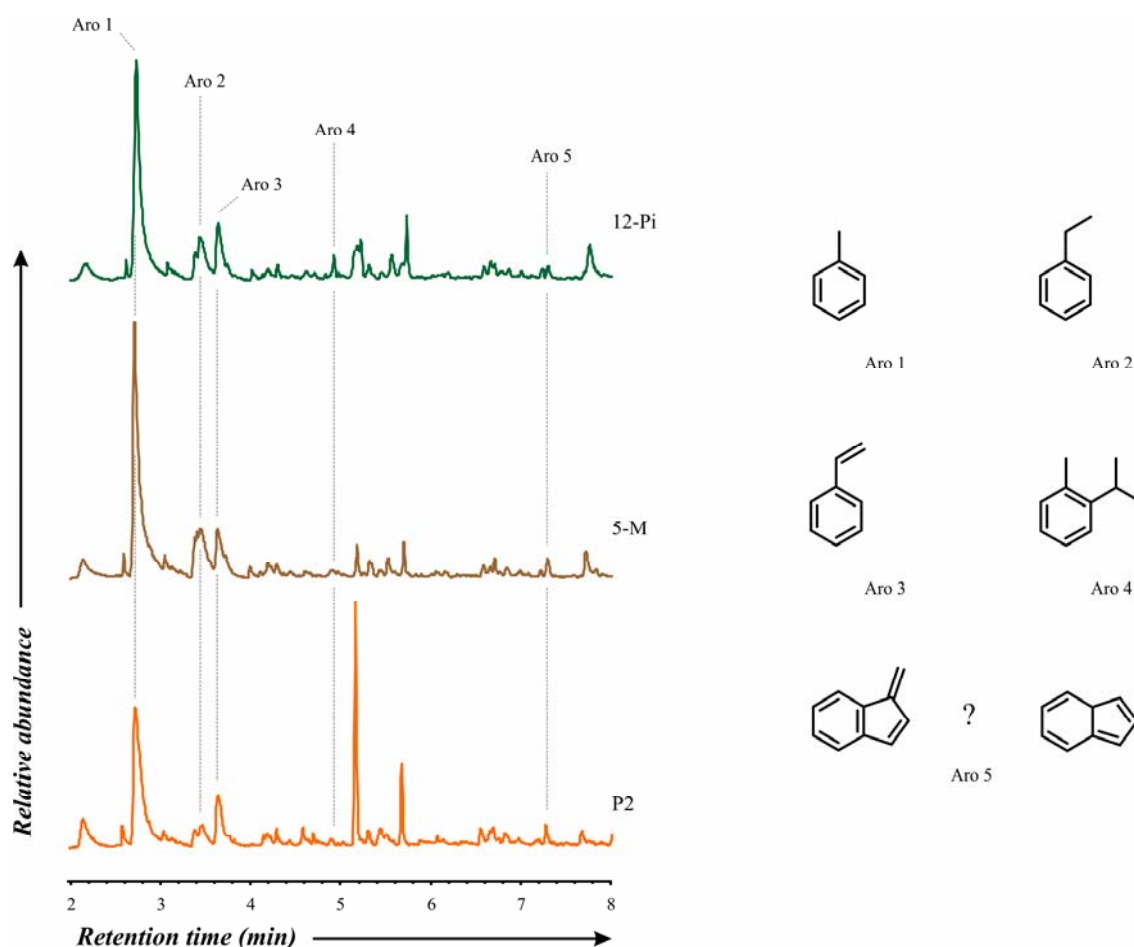 Aro 1
Aro 2
Aro 4
Aro 5
Aro 3
12-Pi
5-M
P2
Relative abundance
2 3 4 5 6 7 8
Retention time (min)
Aro 1
Aro 2
Aro 3
Aro 4
?
Aro 5